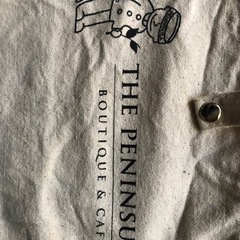 THE PENINSU
BOUTIQUE & CAF